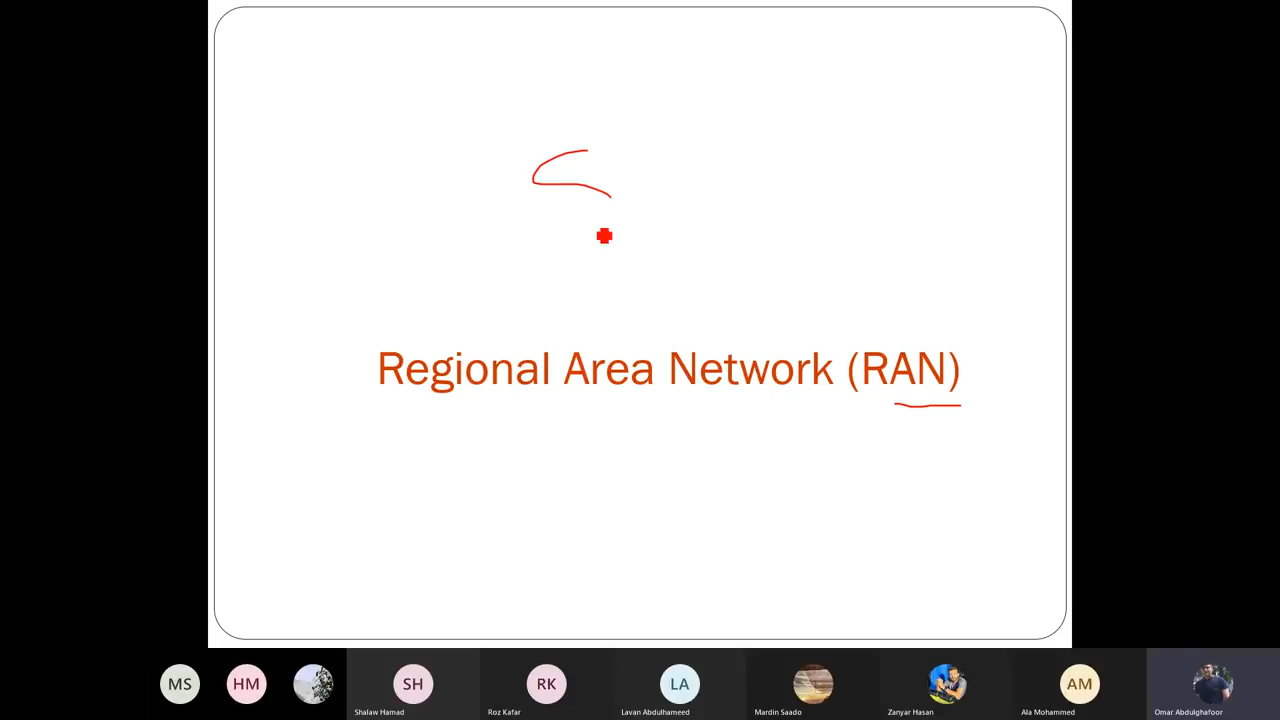 Regional Area Network (RAN)
MS
HM
SH
RK
LA
AM
Shalaw Hamad
Roz Kafar
Lavan Abdulhameed
Mardin Saado
Zanyar Hasan
Ala Mohammed
Omar Abdulghafoor